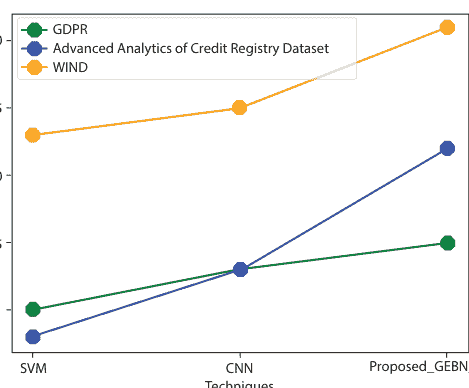 GDPR
Advanced Analytics of Credit Registry Dataset
WIND
SVM
CNN
Proposed_GEBN
Techniques